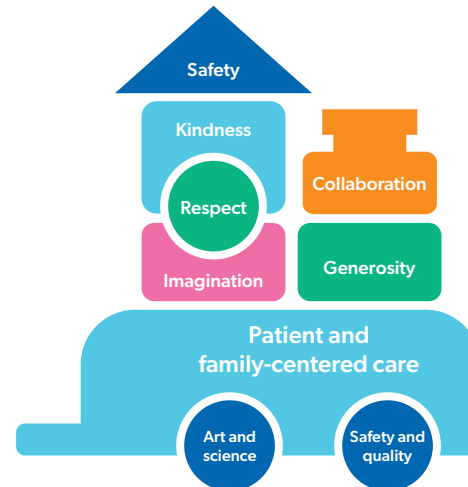 Safety
Kindness
Collaboration
Respect
Generosity
Imagination
Patient and
family-centered care
Art and
science
Safety and
quality